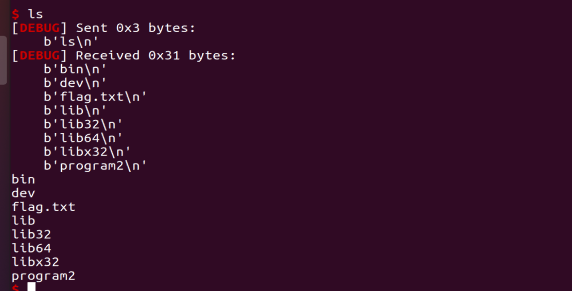 $ ls
[DEBUG] Sent 0x3 bytes:
    b'ls\n'
[DEBUG] Received 0x31 bytes:
    b'bin\n'
    b'dev\n'
    b'flag.txt\n'
    b'lib\n'
    b'lib32\n'
    b'lib64\n'
    b'libx32\n'
    b'program2\n'
bin
dev
flag.txt
lib
lib32
lib64
libx32
program2
$